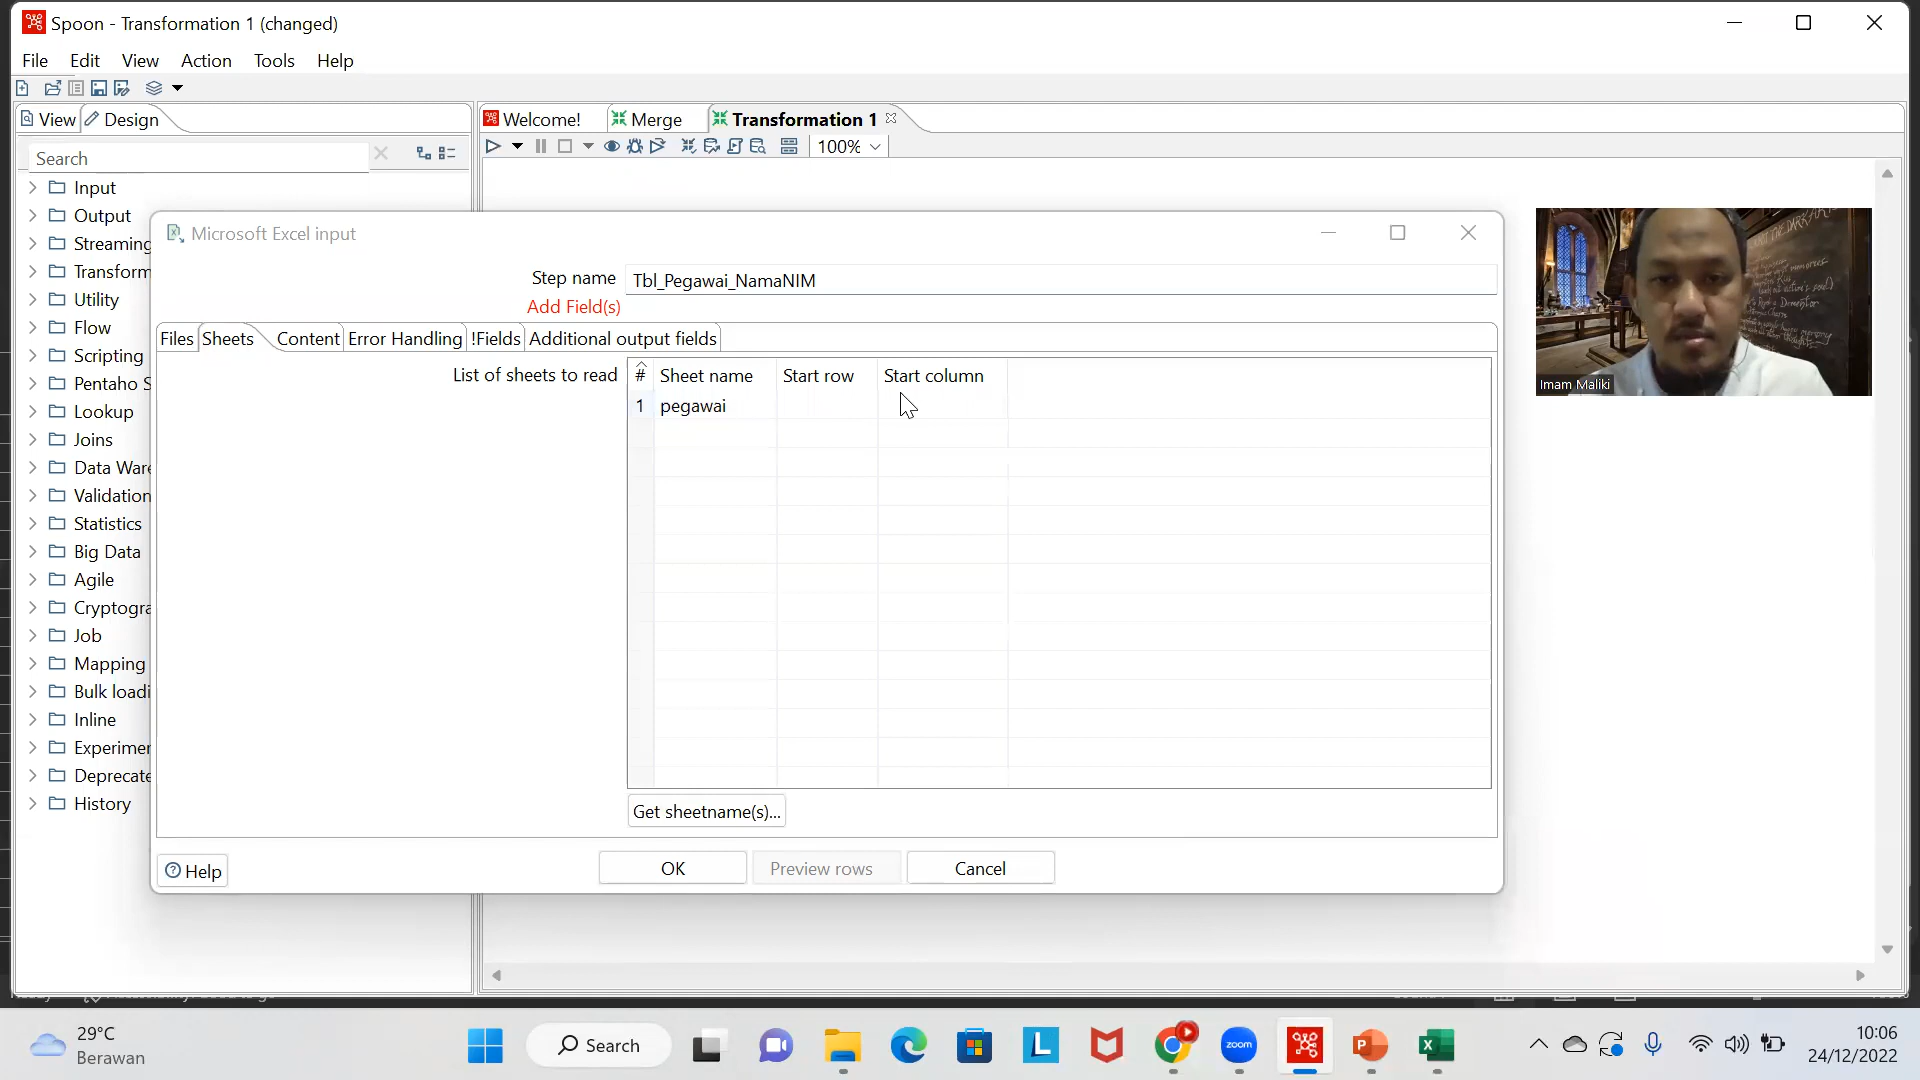 Spoon - Transformation 1 (changed)
File Edit View Action Tools Help
View Design
Welcome! Merge Transformation 1
Search
100%
Input
Output
Streaming
Transform
Utility
Flow
Scripting
Pentaho S
Lookup
Joins
Data Ware
Validation
Statistics
Big Data
Agile
Cryptogra
Job
Mapping
Bulk loadi
Inline
Experimen
Deprecate
History
Microsoft Excel input
Step name Tbl_Pegawai_NamaNIM
Add Field(s)
Files Sheets Content Error Handling !Fields Additional output fields
List of sheets to read # Sheet name Start row Start column
1 pegawai
Get sheetname(s)...
Help OK Preview rows Cancel
Imam Maliki
29°C
Berawan
Search
zoom
10:06
24/12/2022